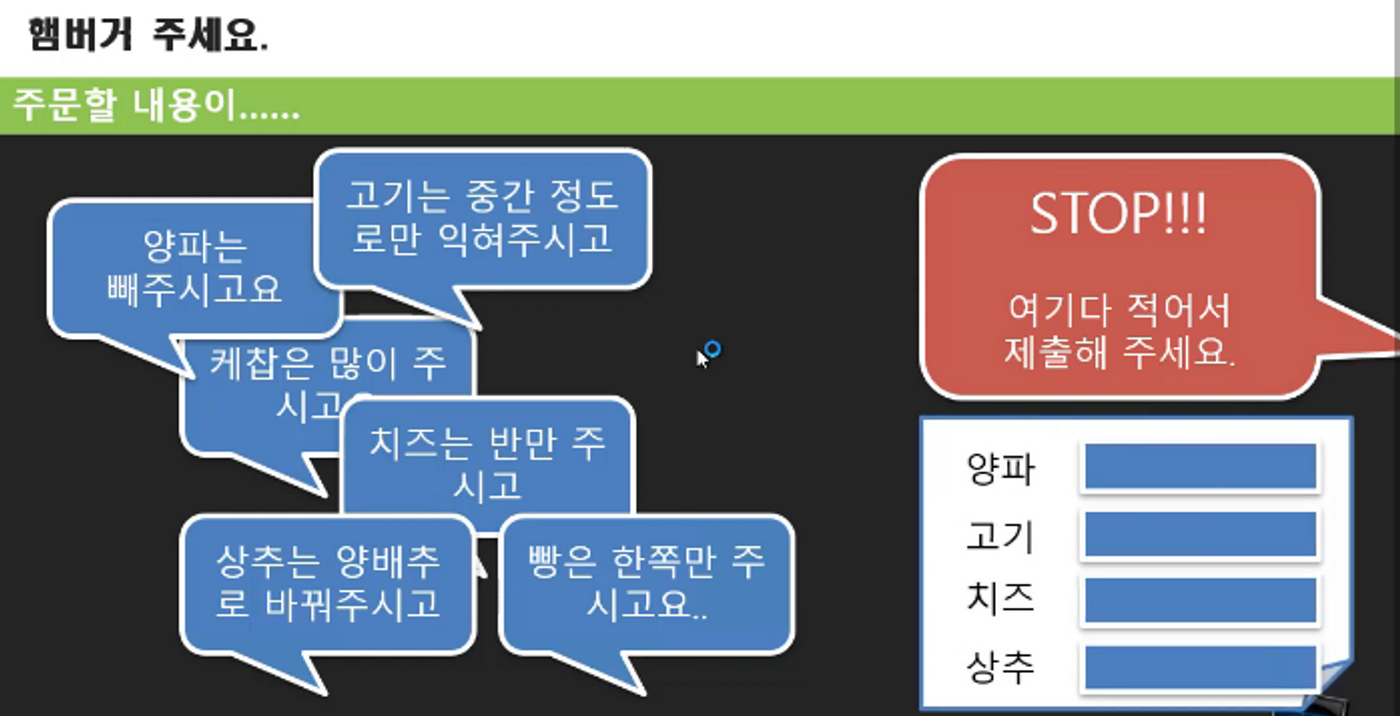 햄버거 주세요.
주문할 내용이......
고기는 중간 정도
로만 익혀주시고
양파는
빼주시고요
케찹은 많이 주
시고
치즈는 반만 주
시고
상추는 양배추
로 바꿔주시고
빵은 한쪽만 주
시고요..
STOP!!!
여기다 적어서
제출해 주세요.
양파
고기
치즈
상추